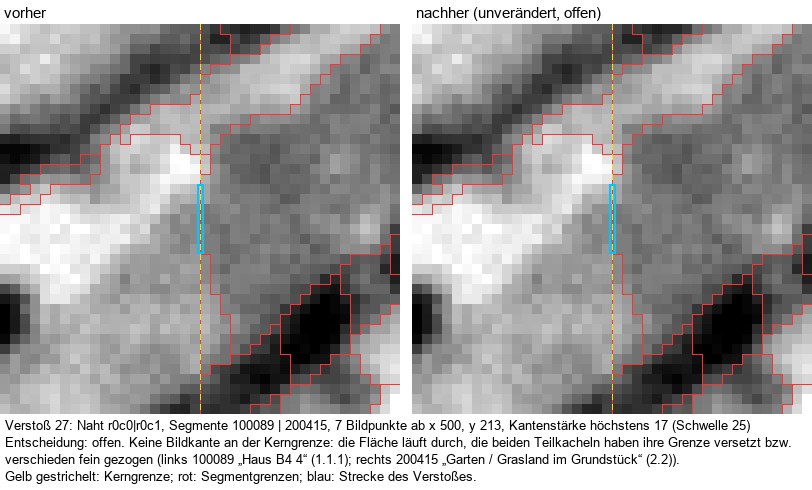 vorher
nachher (unverändert, offen)
Verstoß 27: Naht r0c0|r0c1, Segmente 100089 | 200415, 7 Bildpunkte ab x 500, y 213, Kantenstärke höchstens 17 (Schwelle 25)
Entscheidung: offen. Keine Bildkante an der Kerngrenze: die Fläche läuft durch, die beiden Teilkacheln haben ihre Grenze versetzt bzw.
verschieden fein gezogen (links 100089 „Haus B4 4“ (1.1.1); rechts 200415 „Garten / Grasland im Grundstück“ (2.2)).
Gelb gestrichelt: Kerngrenze; rot: Segmentgrenzen; blau: Strecke des Verstoßes.